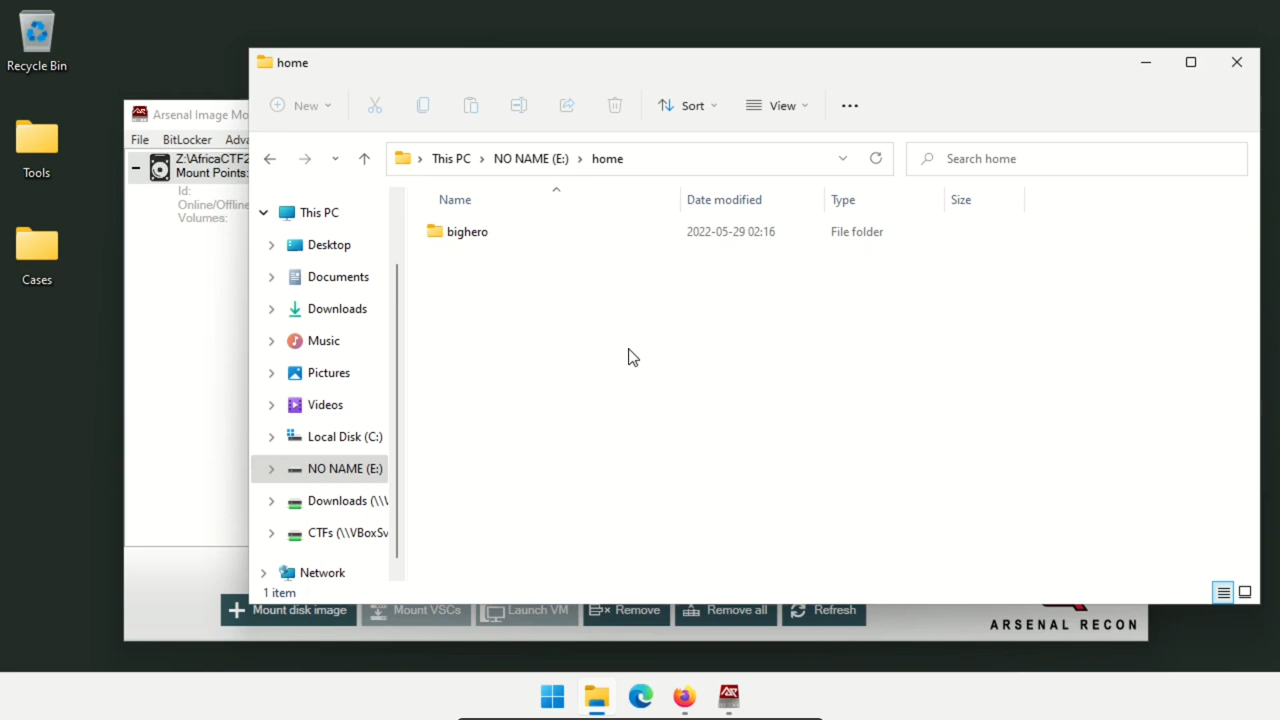 Recycle Bin
Tools
Cases
Arsenal Image Mo
File BitLocker Adva
Z:\AfricaCTF2
Mount Points:
Id:
Online/Offline
Volumes:
home
New
Sort
View
This PC
NO NAME (E:)
home
Search home
Name
Date modified
Type
Size
bighero
2022-05-29 02:16
File folder
This PC
Desktop
Documents
Downloads
Music
Pictures
Videos
Local Disk (C:)
NO NAME (E:)
Downloads (\\V
CTFs (\\VBoxSv
Network
1 item
Mount disk image
Mount VSCs
Launch VM
Remove
Remove all
Refresh
ARSENAL RECON